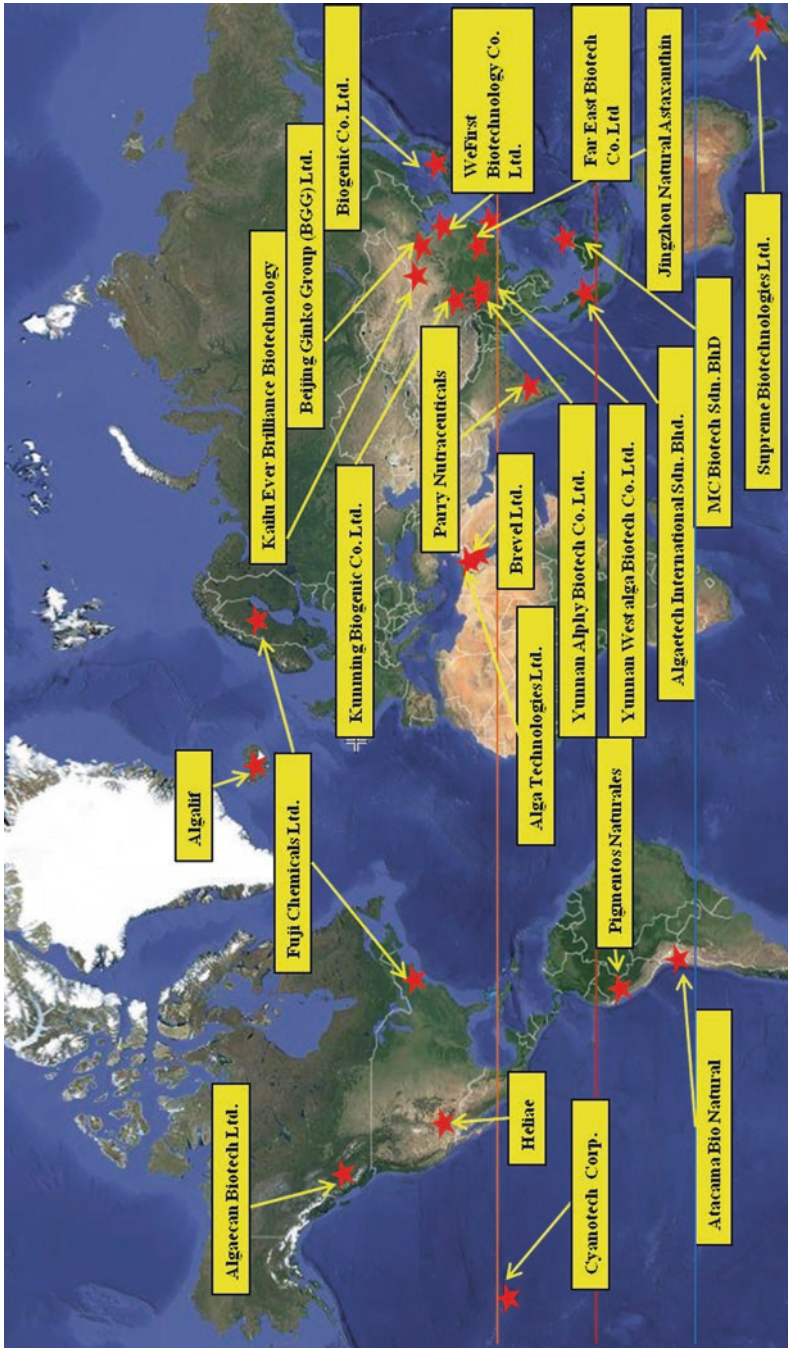 Algaecan Biotech Ltd.
Heliae
Cyanotech Corp.
Fuji Chemicals Ltd.
Algalif
Pigmentos Naturales
Atacama Bio Natural
Kailu Ever Brilliance Biotechnology
Beijing Ginko Group (BGG) Ltd.
Biogenic Co. Ltd.
Kunming Biogenic Co. Ltd.
Parry Nutraceuticals
WeFirst
Biotechnology Co.
Ltd.
Far East Biotech
Co. Ltd
Jingzhou Natural Astaxanthin
Brevel Ltd.
Alga Technologies Ltd.
Yunnan Alphy Biotech Co. Ltd.
Yunnan West alga Biotech Co. Ltd.
Algaetech International Sdn. Bhd.
MC Biotech Sdn. BhD
Supreme Biotechnologies Ltd.